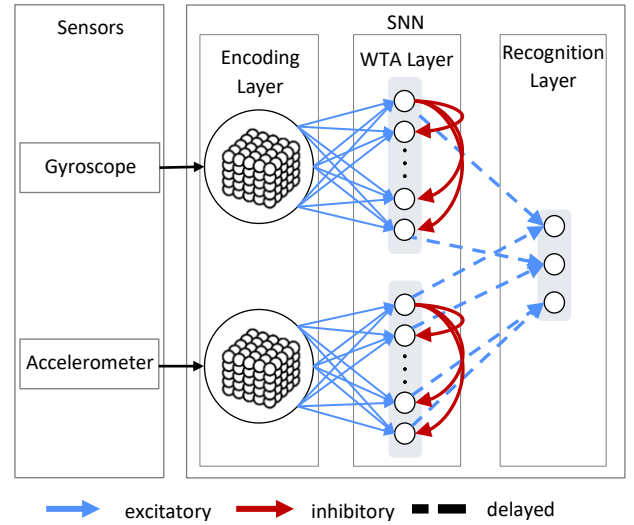 Sensors
SNN
Encoding
Layer
WTA Layer
Recognition
Layer
Gyroscope
Accelerometer
excitatory
inhibitory
delayed